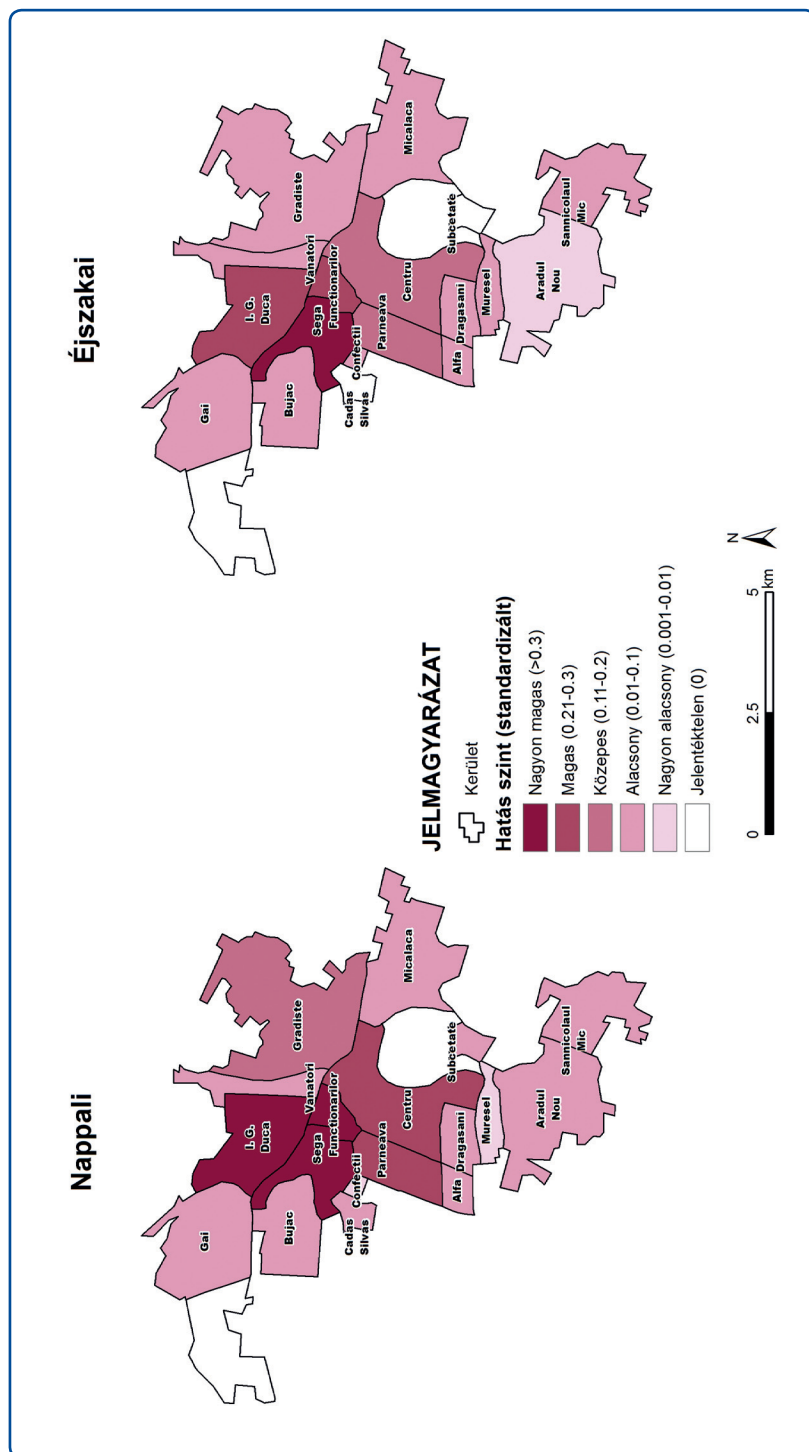 Nappali
Gai
I. G.
Duca
Bujac
Vanatori
Gradiste
Sega
Functionarilor
Cadas
Silvas
Confectii
Parneava
Centru
Micalaca
Subcetate
Alfa
Dragasani
Muresel
Aradul
Nou
Sannicolaul
Mic
Éjszakai
Gai
I. G.
Duca
Bujac
Vanatori
Gradiste
Sega
Functionarilor
Cadas
Silvas
Confectii
Parneava
Centru
Micalaca
Subcetate
Alfa
Dragasani
Muresel
Aradul
Nou
Sannicolaul
Mic
JELMAGYARÁZAT
Kerület
Hatás szint (standardizált)
Nagyon magas (>0.3)
Magas (0.21-0.3)
Közepes (0.11-0.2)
Alacsony (0.01-0.1)
Nagyon alacsony (0.001-0.01)
Jelentéktelen (0)
0 2.5 5
km
N